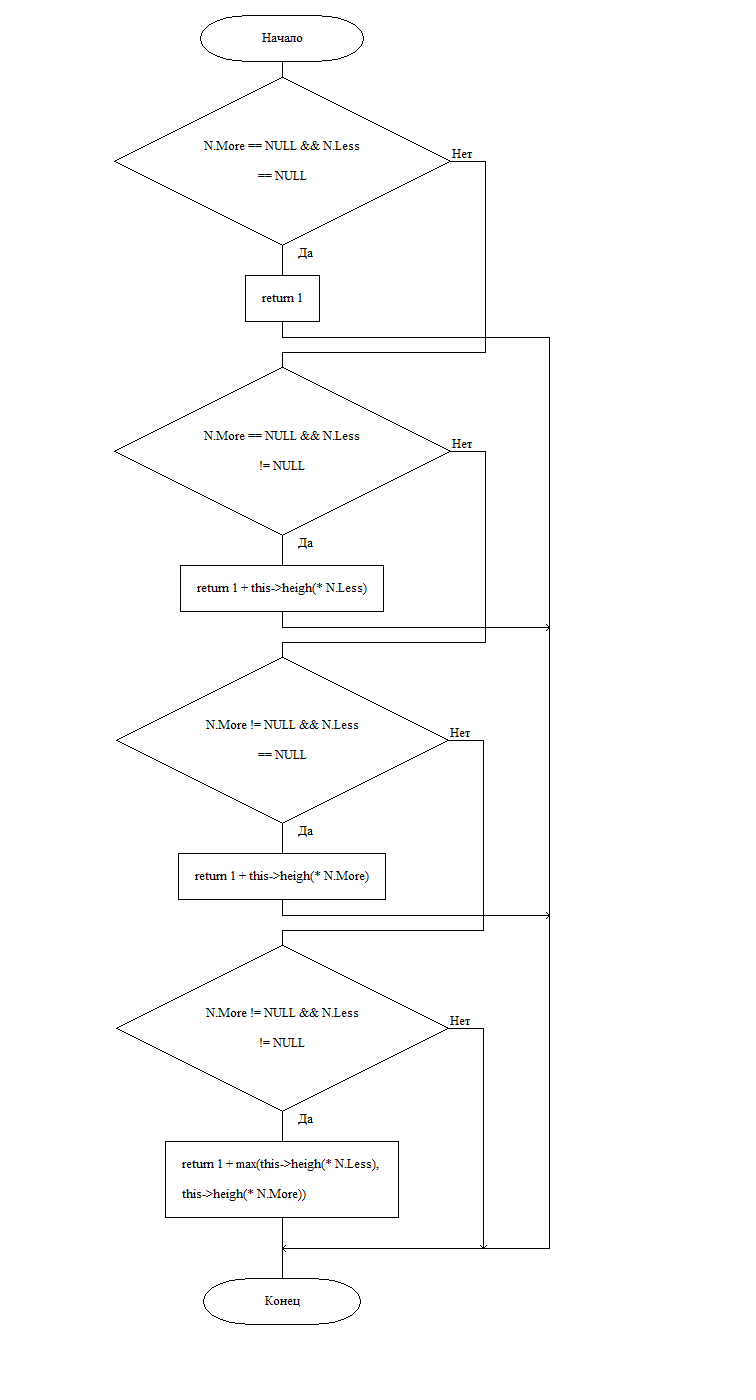 Начало
N.More == NULL && N.Less
== NULL
Нет
Да
return 1
N.More == NULL && N.Less
!= NULL
Нет
Да
return 1 + this->heigh(* N.Less)
N.More != NULL && N.Less
== NULL
Нет
Да
return 1 + this->heigh(* N.More)
N.More != NULL && N.Less
!= NULL
Нет
Да
return 1 + max(this->heigh(* N.Less),
this->heigh(* N.More))
Конец